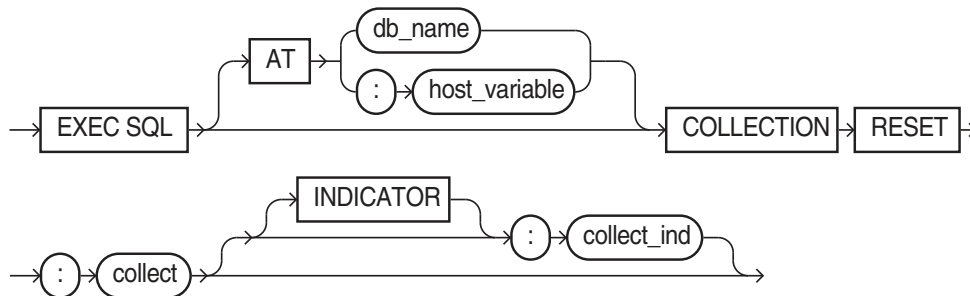 db_name
AT
: host_variable
EXEC SQL COLLECTION RESET
INDICATOR
: collect : collect_ind